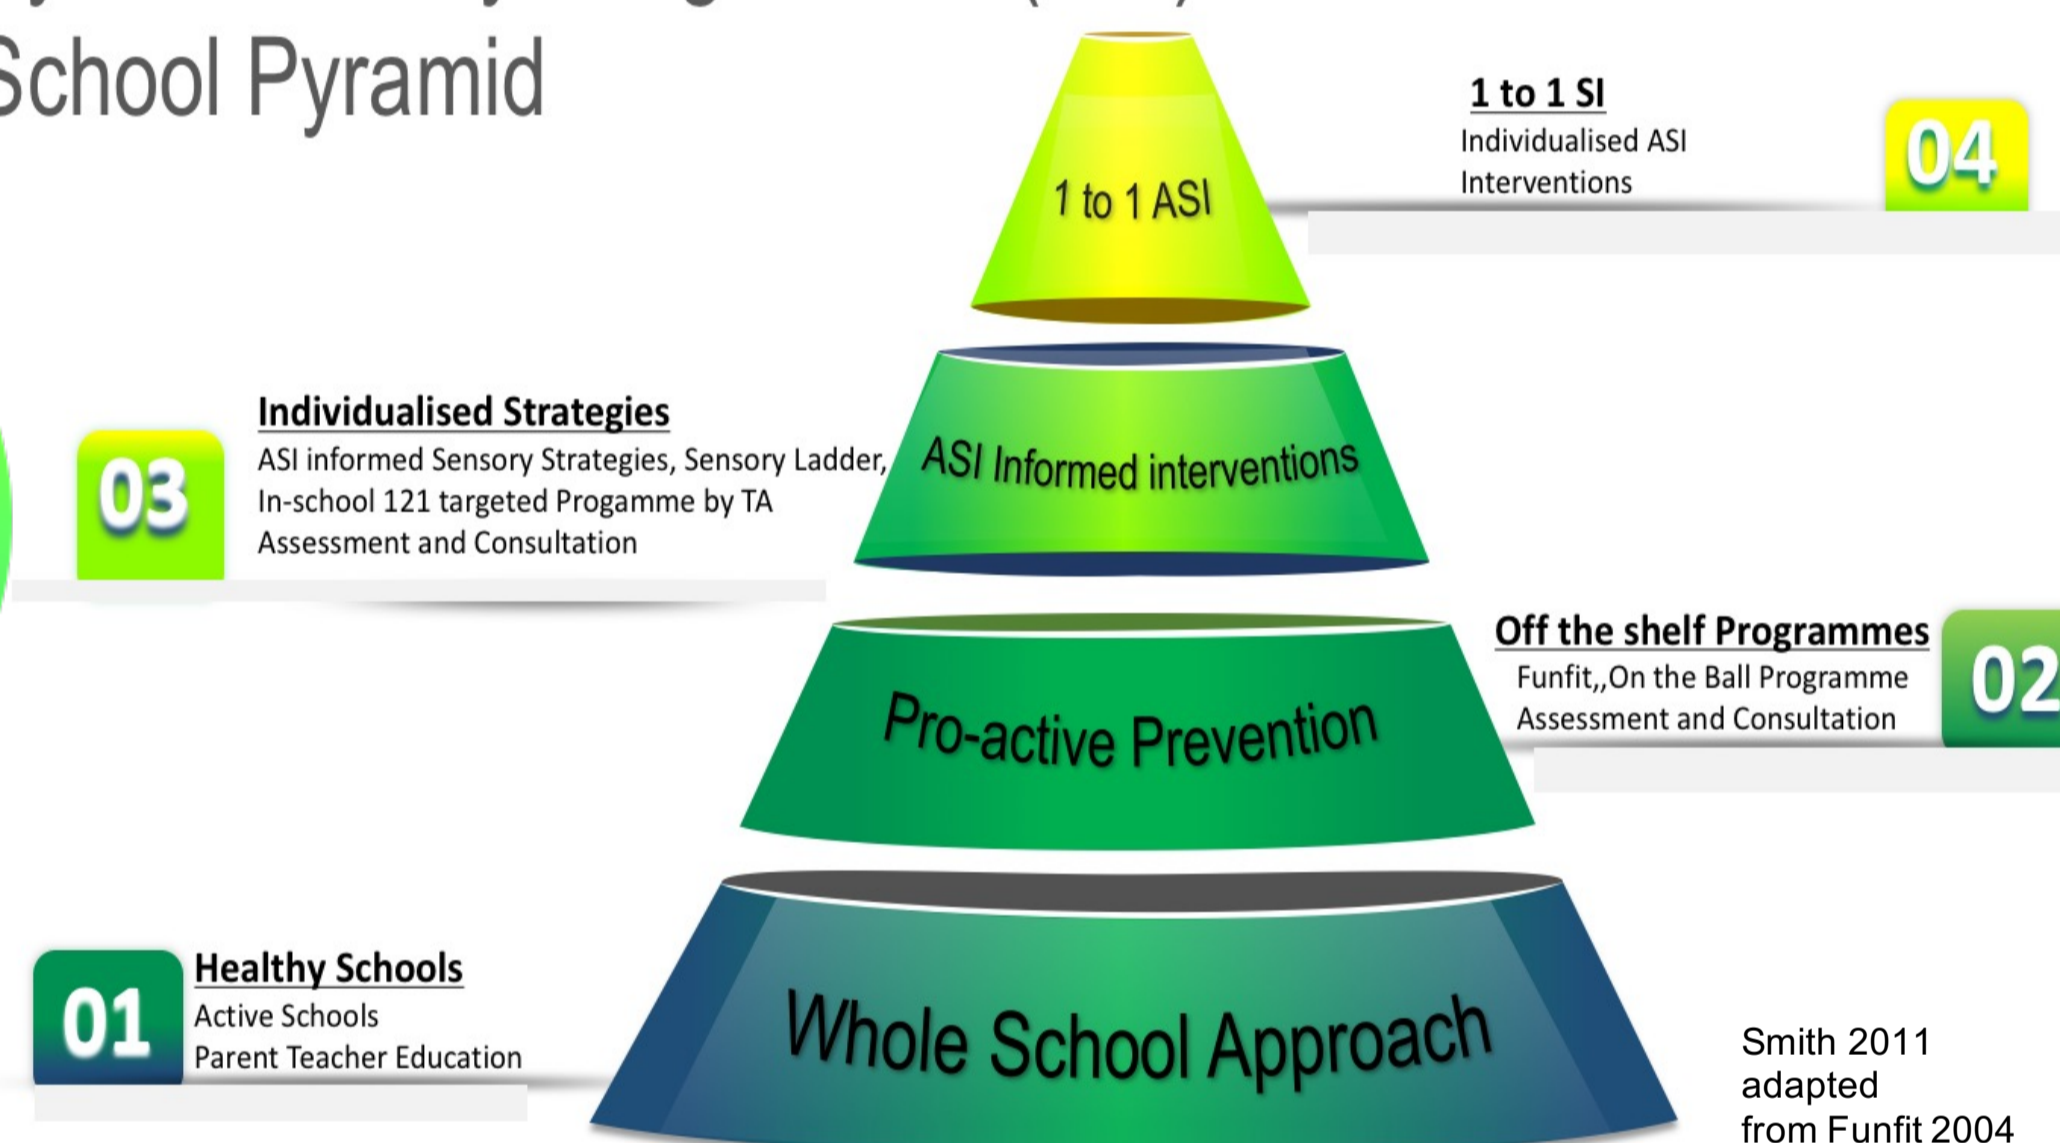 School Pyramid
1 to 1 SI
Individualised ASI
Interventions
04
1 to 1 ASI
Individualised Strategies
ASI informed Sensory Strategies, Sensory Ladder,
In-school 121 targeted Progamme by TA
Assessment and Consultation
03
ASI Informed interventions
Off the shelf Programmes
Funfit,,On the Ball Programme
Assessment and Consultation
02
Pro-active Prevention
Healthy Schools
Active Schools
Parent Teacher Education
01
Whole School Approach
Smith 2011
adapted
from Funfit 2004